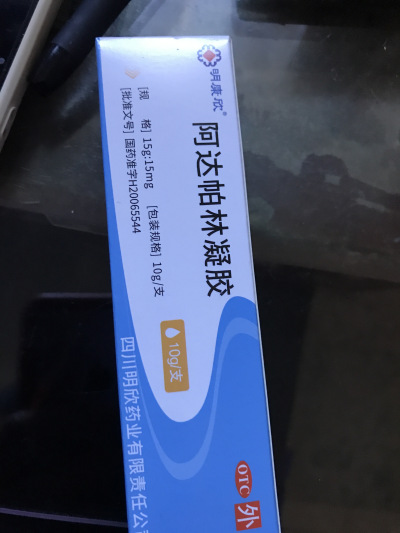 明康欣®
阿达帕林凝胶
[规 格] 15g:15mg [包装规格] 10g/支
[批准文号] 国药准字H20065544
10g/支
四川明欣药业有限责任公司
OTC
外